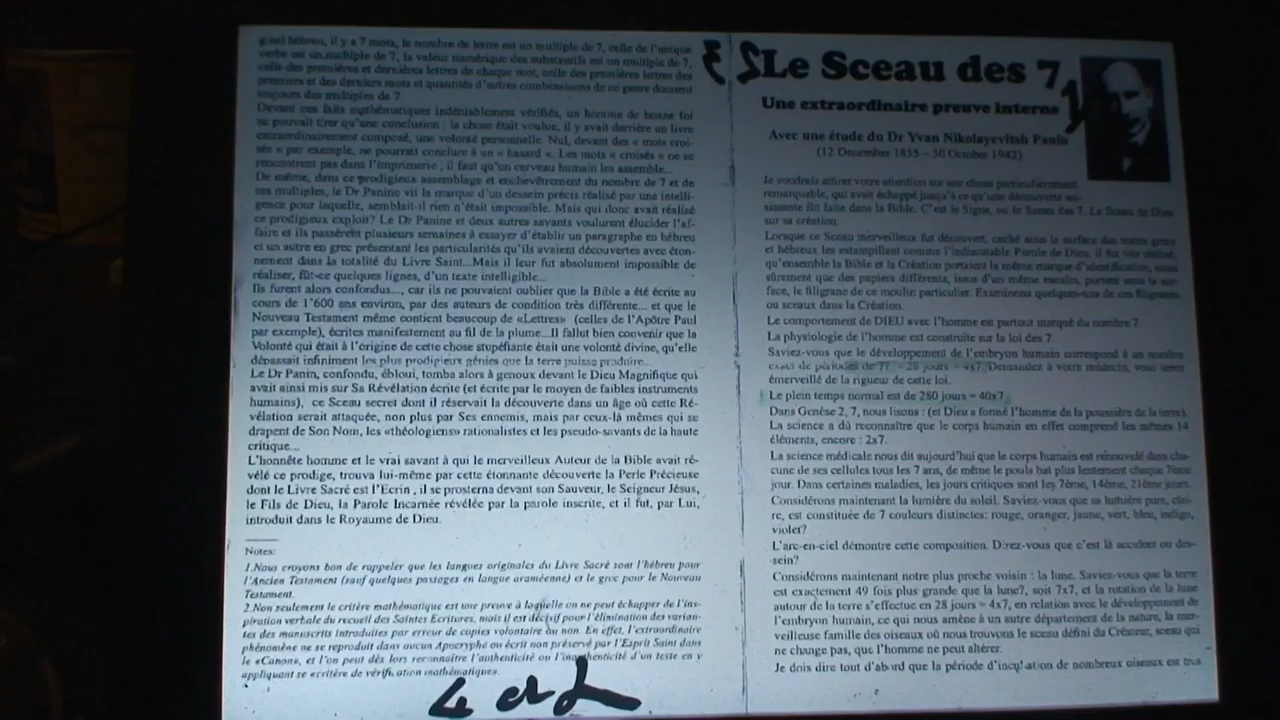 ginal hébreu, il y a 7 mots, le nombre de lettre est un multiple de 7, celle de l'unique
verbe est un multiple de 7, la valeur numérique des substantifs est un multiple de 7,
celle des premières et dernières lettres de chaque mot, celle des premières lettres des
premiers et des derniers mots et quantités d'autres combinaisons de ce genre donnent
toujours des multiples de 7.
Devant ces faits mathématiques indéniablement vérifiés, un homme de bonne foi
ne pouvait tirer qu'une conclusion : la chose était voulue, il y avait derrière un livre
extraordinairement composé, une volonté personnelle. Nul, devant des « mots croi-
sés » par exemple, ne pourrait conclure à un « hasard ». Les mots « croisés » ne se
rencontrent pas dans l'imprimerie ; il faut qu'un cerveau humain les assemble...
De même, dans ce prodigieux assemblage et enchevêtrement du nombre de 7 et de
ses multiples, le Dr Panine vit la marque d'un dessein précis réalisé par une intelli-
gence pour laquelle, semblait-il rien n'était impossible. Mais qui donc avait réalisé
ce prodigieux exploit? Le Dr Panine et deux autres savants voulurent élucider l'af-
faire et ils passèrent plusieurs semaines à essayer d'établir un paragraphe en hébreu
et un autre en grec présentant les particularités qu'ils avaient découvertes avec éton-
nement dans la totalité du Livre Saint...Mais il leur fut absolument impossible de
réaliser, fût-ce quelques lignes, d'un texte intelligible...
Ils furent alors confondus..., car ils ne pouvaient oublier que la Bible a été écrite au
cours de 1'600 ans environ, par des auteurs de condition très différente... et que le
Nouveau Testament même contient beaucoup de «Lettres» (celles de l'Apôtre Paul
par exemple), écrites manifestement au fil de la plume...Il fallut bien convenir que la
Volonté qui était à l'origine de cette chose stupéfiante était une volonté divine, qu'elle
dépassait infiniment les plus prodigieux génies que la terre puisse produire...
Le Dr Panin, confondu, ébloui, tomba alors à genoux devant le Dieu Magnifique qui
avait ainsi mis sur Sa Révélation écrite (et écrite par le moyen de faibles instruments
humains), ce Sceau secret dont il réservait la découverte dans un âge où cette Ré-
vélation serait attaquée, non plus par Ses ennemis, mais par ceux-là mêmes qui se
drapent de Son Nom, les «théologiens» rationalistes et les pseudo-savants de la haute
critique...
L'honnête homme et le vrai savant à qui le merveilleux Auteur de la Bible avait ré-
vélé ce prodige, trouva lui-même par cette étonnante découverte la Perle Précieuse
dont le Livre Sacré est l'Ecrin , il se prosterna devant son Sauveur, le Seigneur Jésus,
le Fils de Dieu, la Parole Incarnée révélée par la parole inscrite, et il fut, par Lui,
introduit dans le Royaume de Dieu.
Notes:
1.Nous croyons bon de rappeler que les langues originales du Livre Sacré sont l'hébreu pour
l'Ancien Testament (sauf quelques passages en langue araméenne) et le grec pour le Nouveau
Testament.
2.Non seulement le critère mathématique est une preuve à laquelle on ne peut échapper de l'ins-
piration verbale du recueil des Saintes Ecritures, mais il est décisif pour l'élimination des varian-
tes des manuscrits introduites par erreur de copies volontaire ou non. En effet, l'extraordinaire
phénomène ne se reproduit dans aucun Apocryphe ou écrit non préservé par l'Esprit Saint dans
le «Canon», et l'on peut dès lors reconnaître l'authenticité ou l'inauthenticité d'un texte en y
appliquant se «critère de vérification mathématique».
4 et 1
Le Sceau des 7
Une extraordinaire preuve interne
Avec une étude du Dr Yvan Nikolayevitsh Panin
(12 December 1855 – 30 October 1942)
Je voudrais attirer votre attention sur une chose particulièrement
remarquable, qui avait échappé jusqu'à ce qu'une découverte sai-
sissante fût faite dans la Bible. C'est le Signe, ou le Sceau des 7. Le Sceau de Dieu
sur sa création.
Lorsque ce Sceau merveilleux fut découvert, caché sous la surface des textes grecs
et hébreux les estampillant comme l'indiscutable Parole de Dieu, il fut vite réalisé,
qu'ensemble la Bible et la Création portaient la même marque d'identification, aussi
sûrement que des papiers différents, issus d'un même moulin, portent sous la sur-
face, le filigrane de ce moulin particulier. Examinons quelques-uns de ces filigranes
ou sceaux dans la Création.
Le comportement de DIEU avec l'homme est partout marqué du nombre 7.
La physiologie de l'homme est construite sur la loi des 7.
Saviez-vous que le développement de l'embryon humain correspond à un nombre
exact de périodes de 7? - 28 jours = 4x7. Demandez à votre médecin, vous serez
émerveillé de la rigueur de cette loi.
Le plein temps normal est de 280 jours = 40x7.
Dans Genèse 2, 7, nous lisons : (et Dieu a formé l'homme de la poussière de la terre).
La science a dû reconnaître que le corps humain en effet comprend les mêmes 14
éléments, encore : 2x7.
La science médicale nous dit aujourd'hui que le corps humain est renouvelé dans cha-
cune de ses cellules tous les 7 ans, de même le pouls bat plus lentement chaque 7ème
jour. Dans certaines maladies, les jours critiques sont les 7ème, 14ème, 21ème jours.
Considérons maintenant la lumière du soleil. Saviez-vous que sa lumière pure, clai-
re, est constituée de 7 couleurs distinctes: rouge, oranger, jaune, vert, bleu, indigo,
violet?
L'arc-en-ciel démontre cette composition. Direz-vous que c'est là accident ou des-
sein?
Considérons maintenant notre plus proche voisin : la lune. Saviez-vous que la terre
est exactement 49 fois plus grande que la lune?, soit 7x7, et la rotation de la lune
autour de la terre s'effectue en 28 jours = 4x7, en relation avec le développement de
l'embryon humain, ce qui nous amène à un autre département de la nature, la mer-
veilleuse famille des oiseaux où nous trouvons le sceau défini du Créateur, sceau qui
ne change pas, que l'homme ne peut altérer.
Je dois dire tout d'abord que la période d'incubation de nombreux oiseaux est très